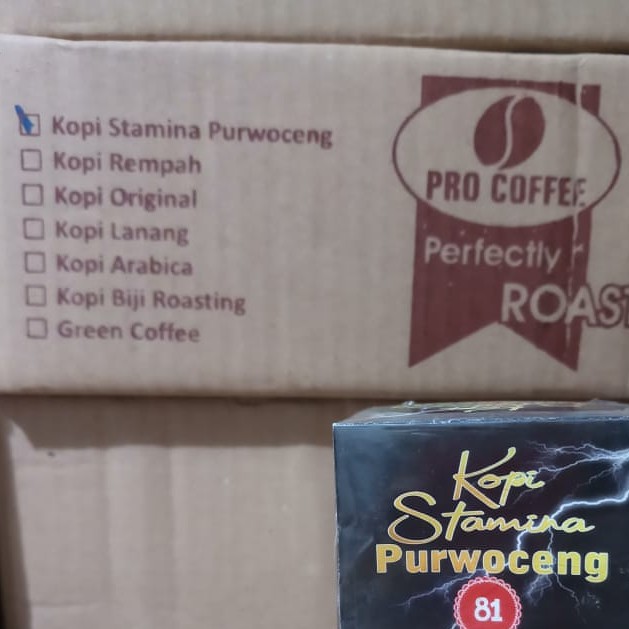 Kopi Stamina Purwoceng
Kopi Rempah
Kopi Original
Kopi Lanang
Kopi Arabica
Kopi Biji Roasting
Green Coffee
PRO COFFEE
Perfectly
Kopi
Stamina
Purwoceng
81